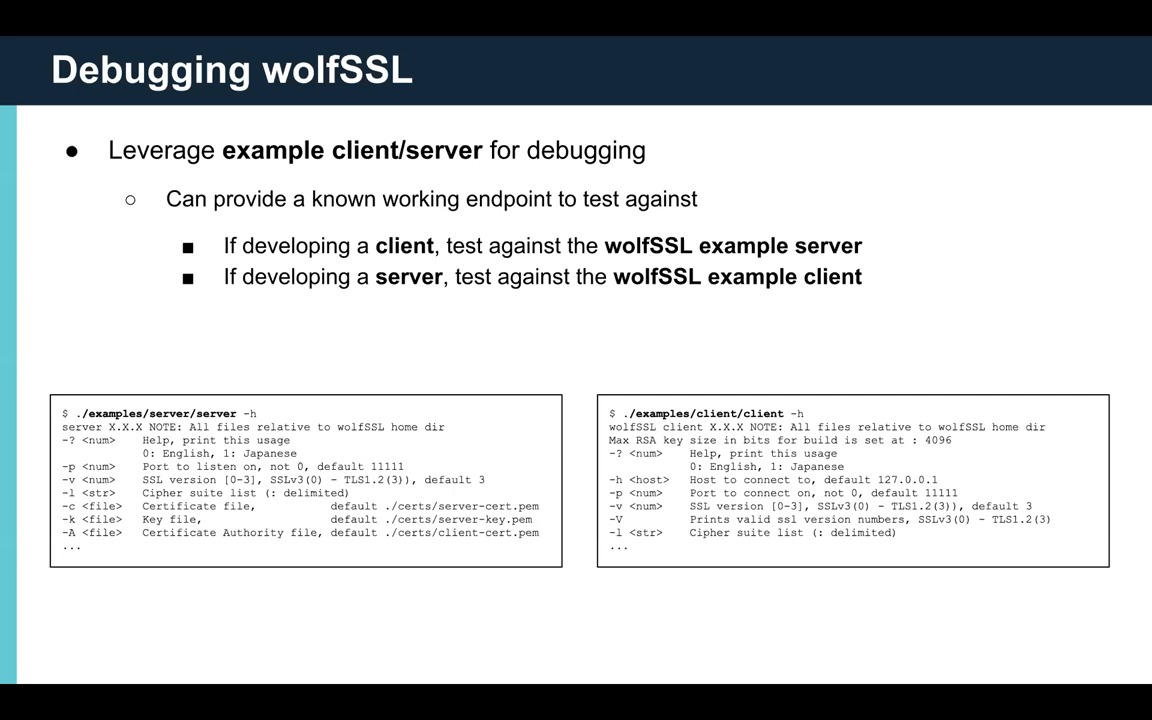 Debugging wolfSSL
● Leverage example client/server for debugging
○ Can provide a known working endpoint to test against
■ If developing a client, test against the wolfSSL example server
■ If developing a server, test against the wolfSSL example client
$ ./examples/server/server -h
server X.X.X NOTE: All files relative to wolfSSL home dir
-? <num>    Help, print this usage
            0: English, 1: Japanese
-p <num>    Port to listen on, not 0, default 11111
-v <num>    SSL version [0-3], SSLv3(0) - TLS1.2(3)), default 3
-l <str>    Cipher suite list (: delimited)
-c <file>   Certificate file,           default ./certs/server-cert.pem
-k <file>   Key file,                   default ./certs/server-key.pem
-A <file>   Certificate Authority file, default ./certs/client-cert.pem
...
$ ./examples/client/client -h
wolfSSL client X.X.X NOTE: All files relative to wolfSSL home dir
Max RSA key size in bits for build is set at : 4096
-? <num>    Help, print this usage
            0: English, 1: Japanese
-h <host>   Host to connect to, default 127.0.0.1
-p <num>    Port to connect on, not 0, default 11111
-v <num>    SSL version [0-3], SSLv3(0) - TLS1.2(3)), default 3
-V          Prints valid ssl version numbers, SSLv3(0) - TLS1.2(3)
-l <str>    Cipher suite list (: delimited)
...